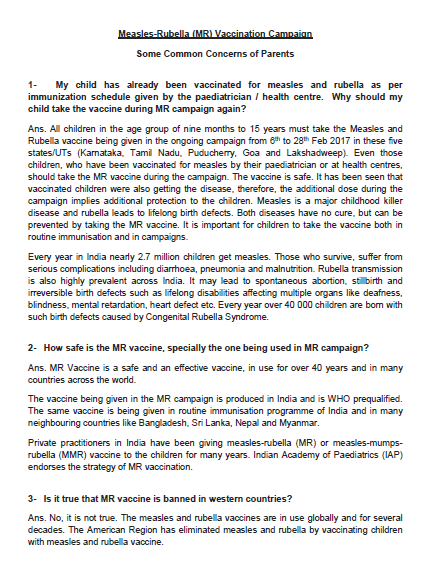 Measles-Rubella (MR) Vaccination Campaign
Some Common Concerns of Parents
1- My child has already been vaccinated for measles and rubella as per
immunization schedule given by the paediatrician / health centre. Why should my
child take the vaccine during MR campaign again?
Ans. All children in the age group of nine months to 15 years must take the Measles and
Rubella vaccine being given in the ongoing campaign from 6th to 28th Feb 2017 in these five
states/UTs (Karnataka, Tamil Nadu, Puducherry, Goa and Lakshadweep). Even those
children, who have been vaccinated for measles by their paediatrician or at health centres,
should take the MR vaccine during the campaign. The vaccine is safe. It has been seen that
vaccinated children were also getting the disease, therefore, the additional dose during the
campaign implies additional protection to the children. Measles is a major childhood killer
disease and rubella leads to lifelong birth defects. Both diseases have no cure, but can be
prevented by taking the MR vaccine. It is important for children to take the vaccine both in
routine immunisation and in campaigns.
Every year in India nearly 2.7 million children get measles. Those who survive, suffer from
serious complications including diarrhoea, pneumonia and malnutrition. Rubella transmission
is also highly prevalent across India. It may lead to spontaneous abortion, stillbirth and
irreversible birth defects such as lifelong disabilities affecting multiple organs like deafness,
blindness, mental retardation, heart defect etc. Every year over 40 000 children are born with
such birth defects caused by Congenital Rubella Syndrome.
2- How safe is the MR vaccine, specially the one being used in MR campaign?
Ans. MR Vaccine is a safe and an effective vaccine, in use for over 40 years and in many
countries across the world.
The vaccine being given in the MR campaign is produced in India and is WHO prequalified.
The same vaccine is being given in routine immunisation programme of India and in many
neighbouring countries like Bangladesh, Sri Lanka, Nepal and Myanmar.
Private practitioners in India have been giving measles-rubella (MR) or measles-mumps-
rubella (MMR) vaccine to the children for many years. Indian Academy of Paediatrics (IAP)
endorses the strategy of MR vaccination.
3- Is it true that MR vaccine is banned in western countries?
Ans. No, it is not true. The measles and rubella vaccines are in use globally and for several
decades. The American Region has eliminated measles and rubella by vaccinating children
with measles and rubella vaccine.